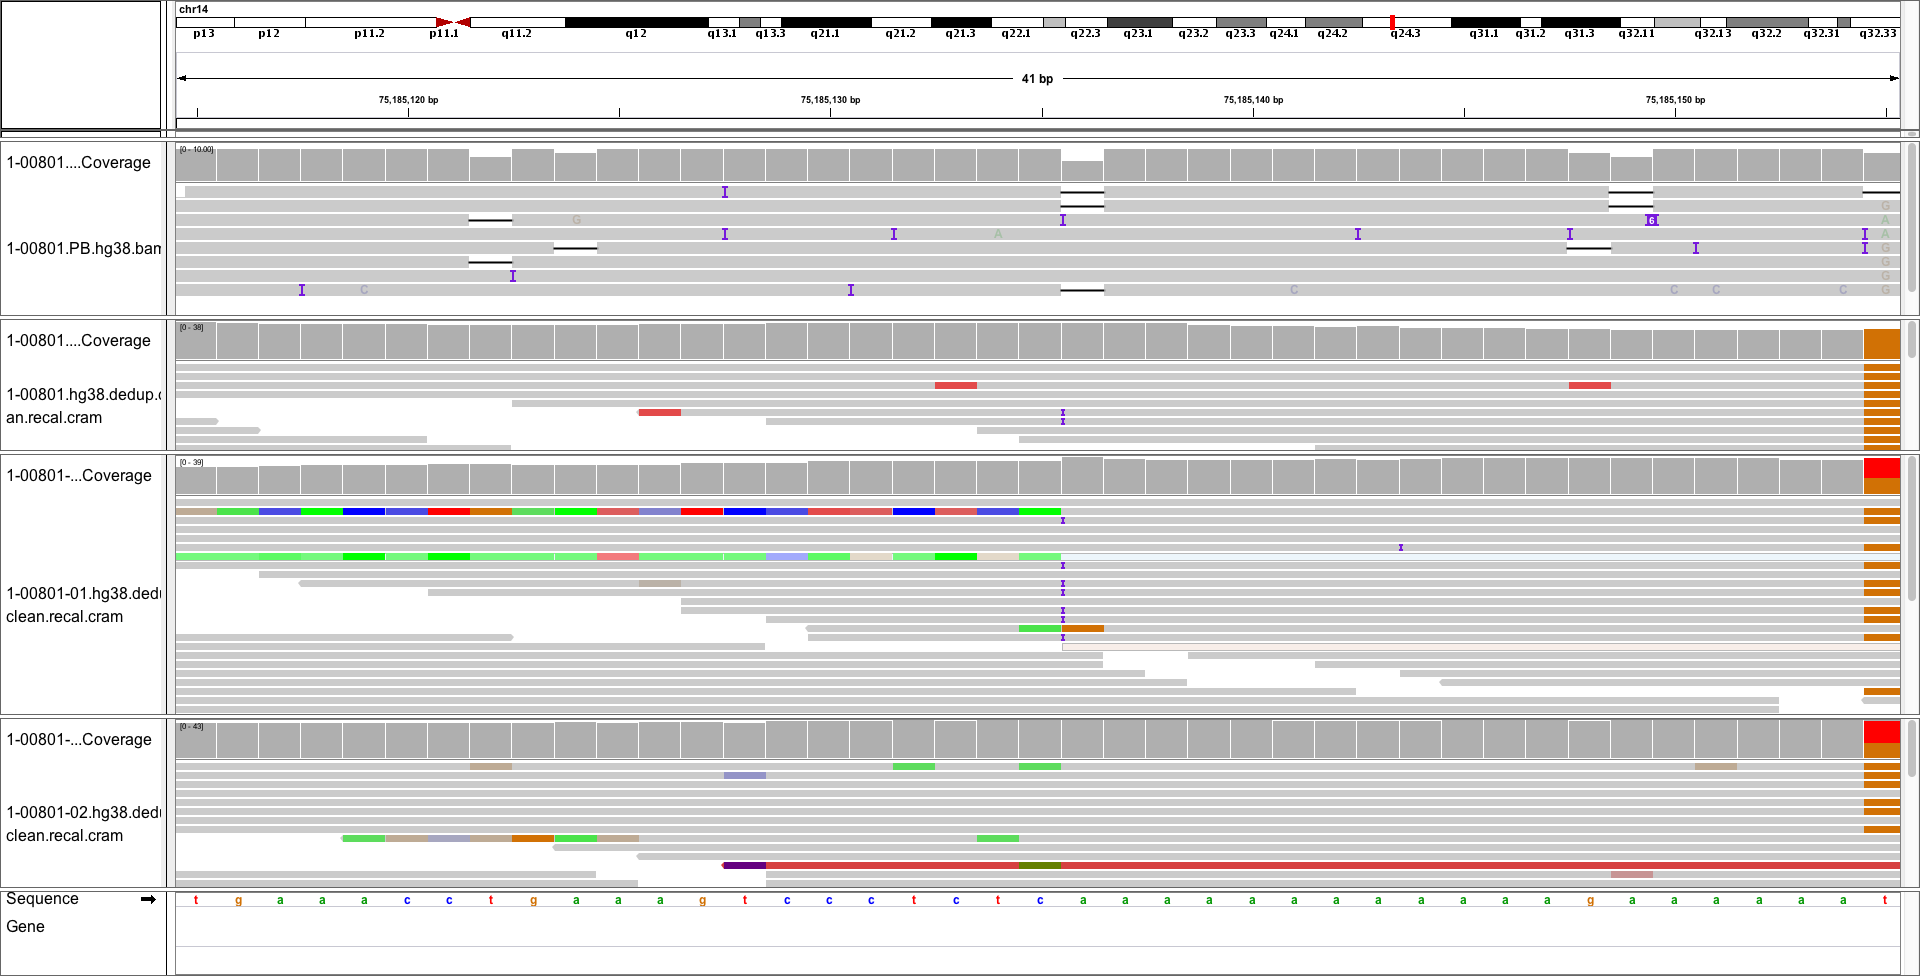 chr14
p13 p12 p11.2 p11.1 q11.2 q12 q13.1 q13.3 q21.1 q21.2 q21.3 q22.1 q22.3 q23.1 q23.2 q23.3 q24.1 q24.2 q24.3 q31.1 q31.2 q31.3 q32.11 q32.13 q32.2 q32.31 q32.33
41 bp
75,185,120 bp 75,185,130 bp 75,185,140 bp 75,185,150 bp
1-00801....Coverage
[0 - 10.00]
G
G A
A A
1-00801.PB.hg38.bam
G
G
G
C C C C C G
1-00801....Coverage
[0 - 38]
1-00801.hg38.dedup.c
an.recal.cram
1-00801-...Coverage
[0 - 39]
1-00801-01.hg38.dedu
clean.recal.cram
1-00801-...Coverage
[0 - 43]
1-00801-02.hg38.dedu
clean.recal.cram
Sequence t g a a a c c t g a a a g t c c c t c t c a a a a a a a a a a a a g a a a a a a t
Gene